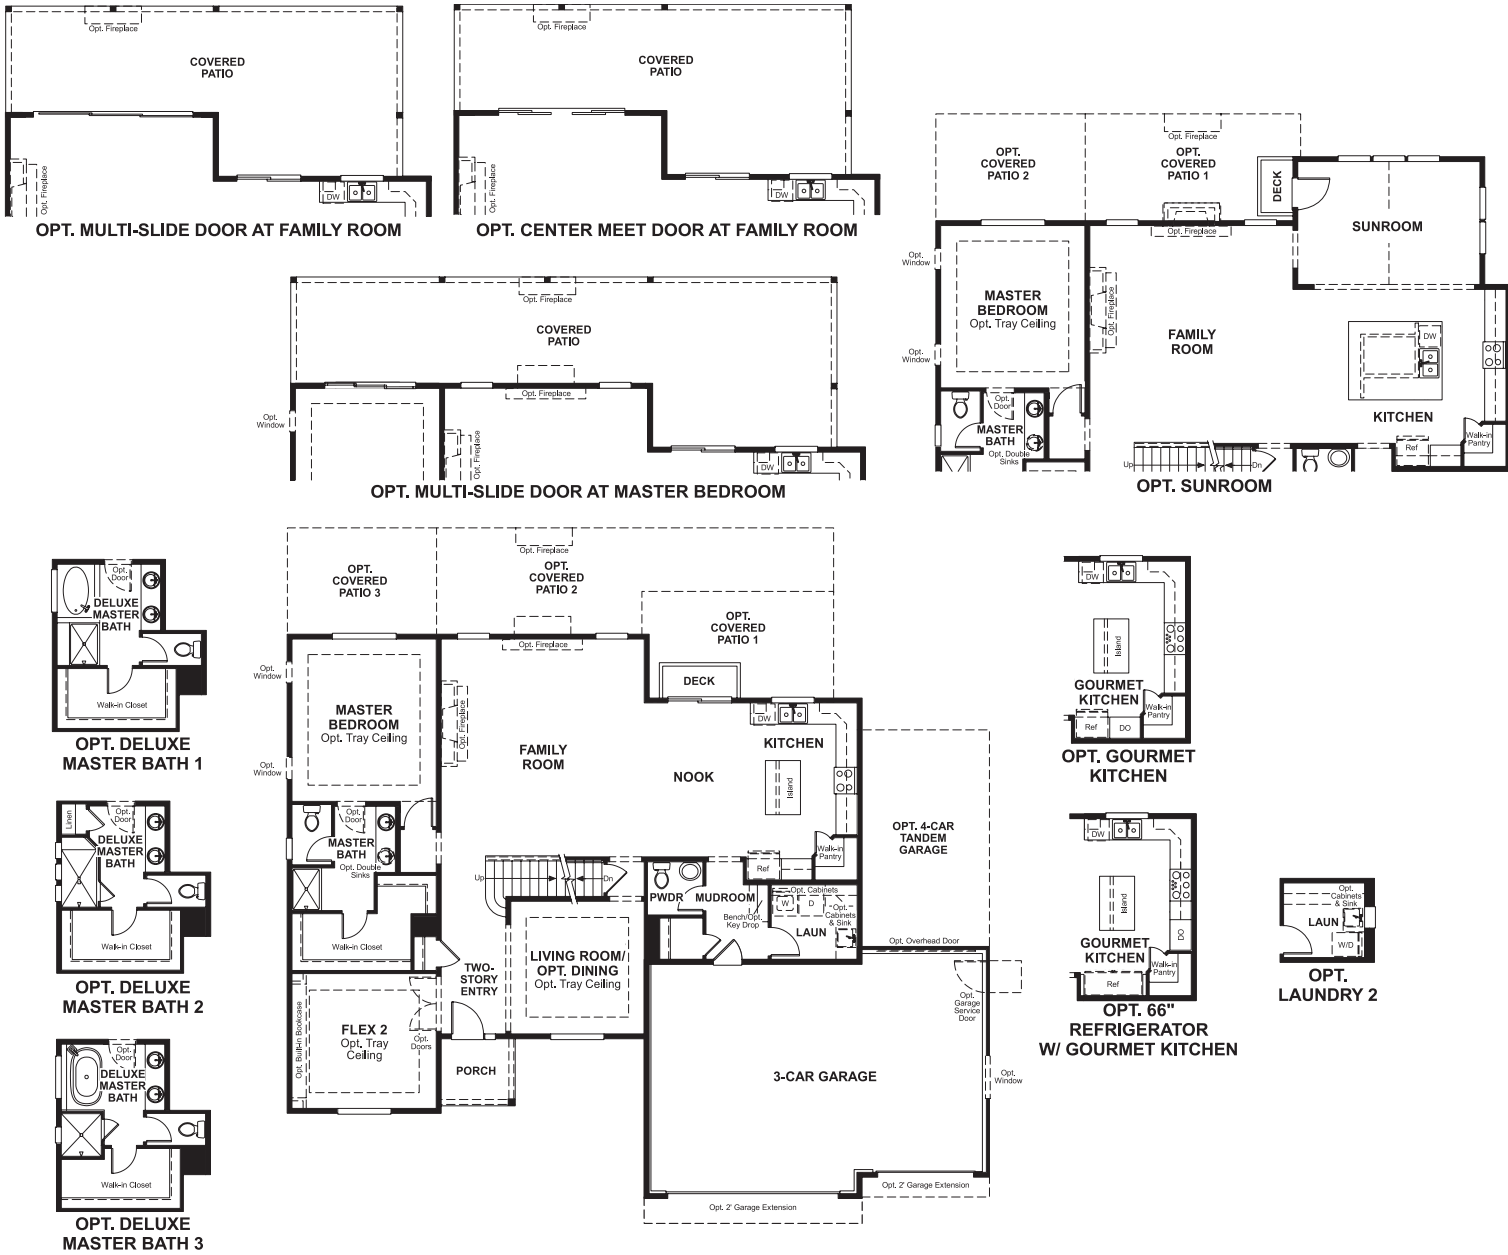 Opt. Fireplace
COVERED
PATIO
Opt. Fireplace
DW
OPT. MULTI-SLIDE DOOR AT FAMILY ROOM
Opt. Fireplace
COVERED
PATIO
Opt. Fireplace
DW
OPT. CENTER MEET DOOR AT FAMILY ROOM
Opt. Fireplace
COVERED
PATIO
Opt. Fireplace
Opt.
Window
Opt. Fireplace
DW
OPT. MULTI-SLIDE DOOR AT MASTER BEDROOM
OPT.
COVERED
PATIO 2
Opt. Fireplace
OPT.
COVERED
PATIO 1
DECK
SUNROOM
Opt. Fireplace
Opt.
Window
MASTER
BEDROOM
Opt. Tray Ceiling
Opt. Fireplace
FAMILY
ROOM
DW
Opt.
Window
Opt.
Door
MASTER
BATH
Opt. Double
Sinks
KITCHEN
Walk-in
Pantry
Ref
Up
Dn
OPT. SUNROOM
Opt.
Door
DELUXE
MASTER
BATH
Walk-in Closet
OPT. DELUXE
MASTER BATH 1
Linen
Opt.
Door
DELUXE
MASTER
BATH
Walk-in Closet
OPT. DELUXE
MASTER BATH 2
Opt.
Door
DELUXE
MASTER
BATH
Walk-in Closet
OPT. DELUXE
MASTER BATH 3
OPT.
COVERED
PATIO 3
Opt. Fireplace
OPT.
COVERED
PATIO 2
OPT.
COVERED
PATIO 1
Opt. Fireplace
DECK
Opt.
Window
MASTER
BEDROOM
Opt. Tray Ceiling
Opt. Fireplace
Opt.
Window
FAMILY
ROOM
NOOK
DW
KITCHEN
Island
Walk-in
Pantry
Ref
OPT. 4-CAR
TANDEM
GARAGE
Opt.
Door
MASTER
BATH
Opt. Double
Sinks
Up
Dn
PWDR
MUDROOM
Bench/Opt.
Key Drop
Opt. Cabinets
W
D
Opt.
Cabinets
& Sink
LAUN
Walk-in Closet
TWO-
STORY
ENTRY
LIVING ROOM/
OPT. DINING
Opt. Tray Ceiling
Opt. Overhead Door
Opt.
Garage
Service
Door
Opt. Built-in Bookcase
FLEX 2
Opt. Tray
Ceiling
Opt.
Doors
PORCH
3-CAR GARAGE
Opt.
Window
Opt. 2' Garage Extension
Opt. 2' Garage Extension
DW
Island
GOURMET
KITCHEN
Walk-in
Pantry
Ref
DO
OPT. GOURMET
KITCHEN
DW
Island
DO
GOURMET
KITCHEN
Walk-in
Pantry
Ref
OPT. 66"
REFRIGERATOR
W/ GOURMET KITCHEN
Opt.
Cabinets
& Sink
LAUN
W/D
OPT.
LAUNDRY 2